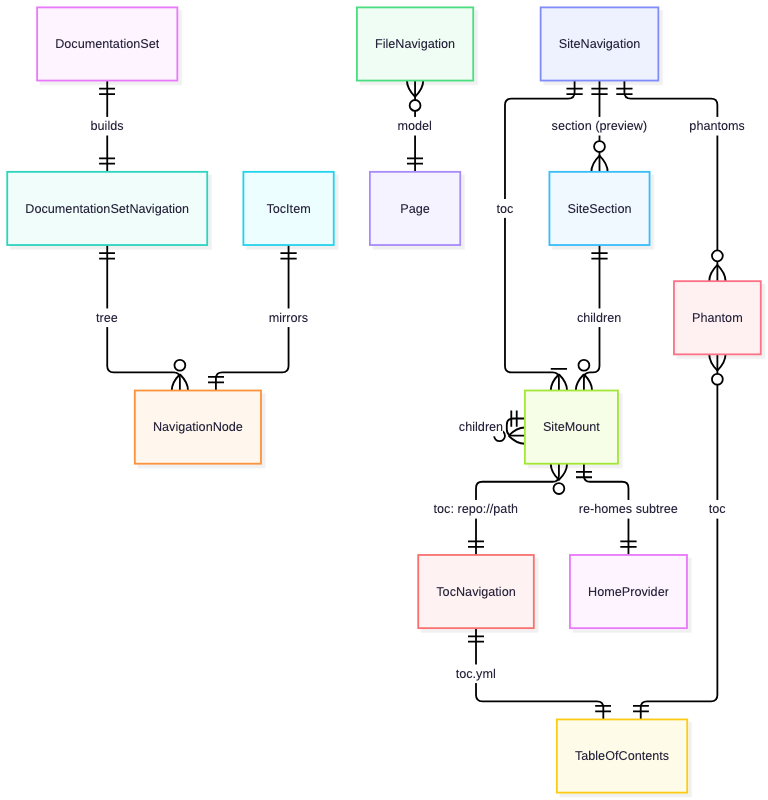 DocumentationSet
FileNavigation
SiteNavigation
builds
model
section (preview)
phantoms
DocumentationSetNavigation
TocItem
Page
toc
SiteSection
tree
mirrors
children
Phantom
NavigationNode
children
SiteMount
toc: repo://path
re-homes subtree
toc
TocNavigation
HomeProvider
toc.yml
TableOfContents